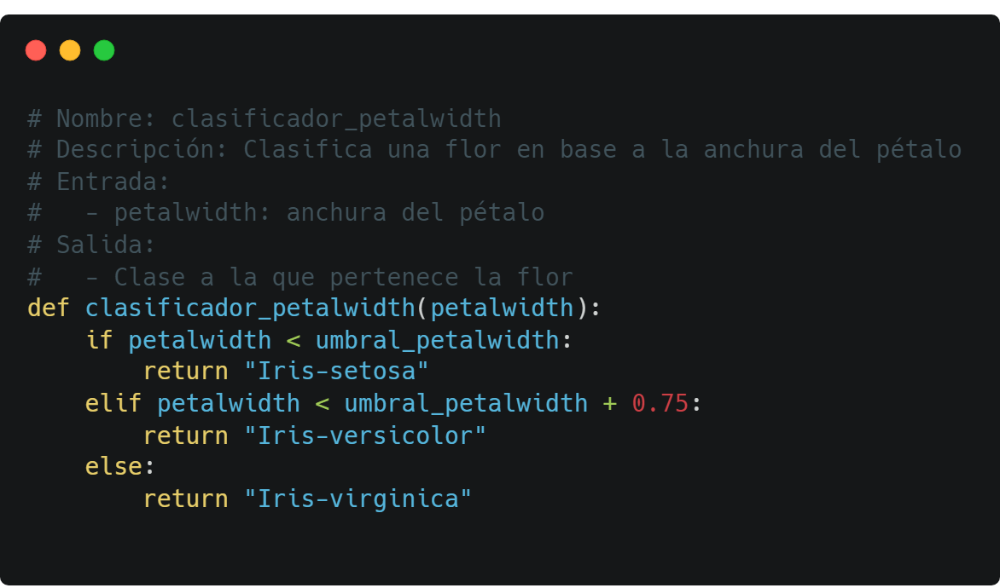 # Nombre: clasificador_petalwidth
# Descripción: Clasifica una flor en base a la anchura del pétalo
# Entrada:
#   - petalwidth: anchura del pétalo
# Salida:
#   - Clase a la que pertenece la flor
def clasificador_petalwidth(petalwidth):
    if petalwidth < umbral_petalwidth:
        return "Iris-setosa"
    elif petalwidth < umbral_petalwidth + 0.75:
        return "Iris-versicolor"
    else:
        return "Iris-virginica"